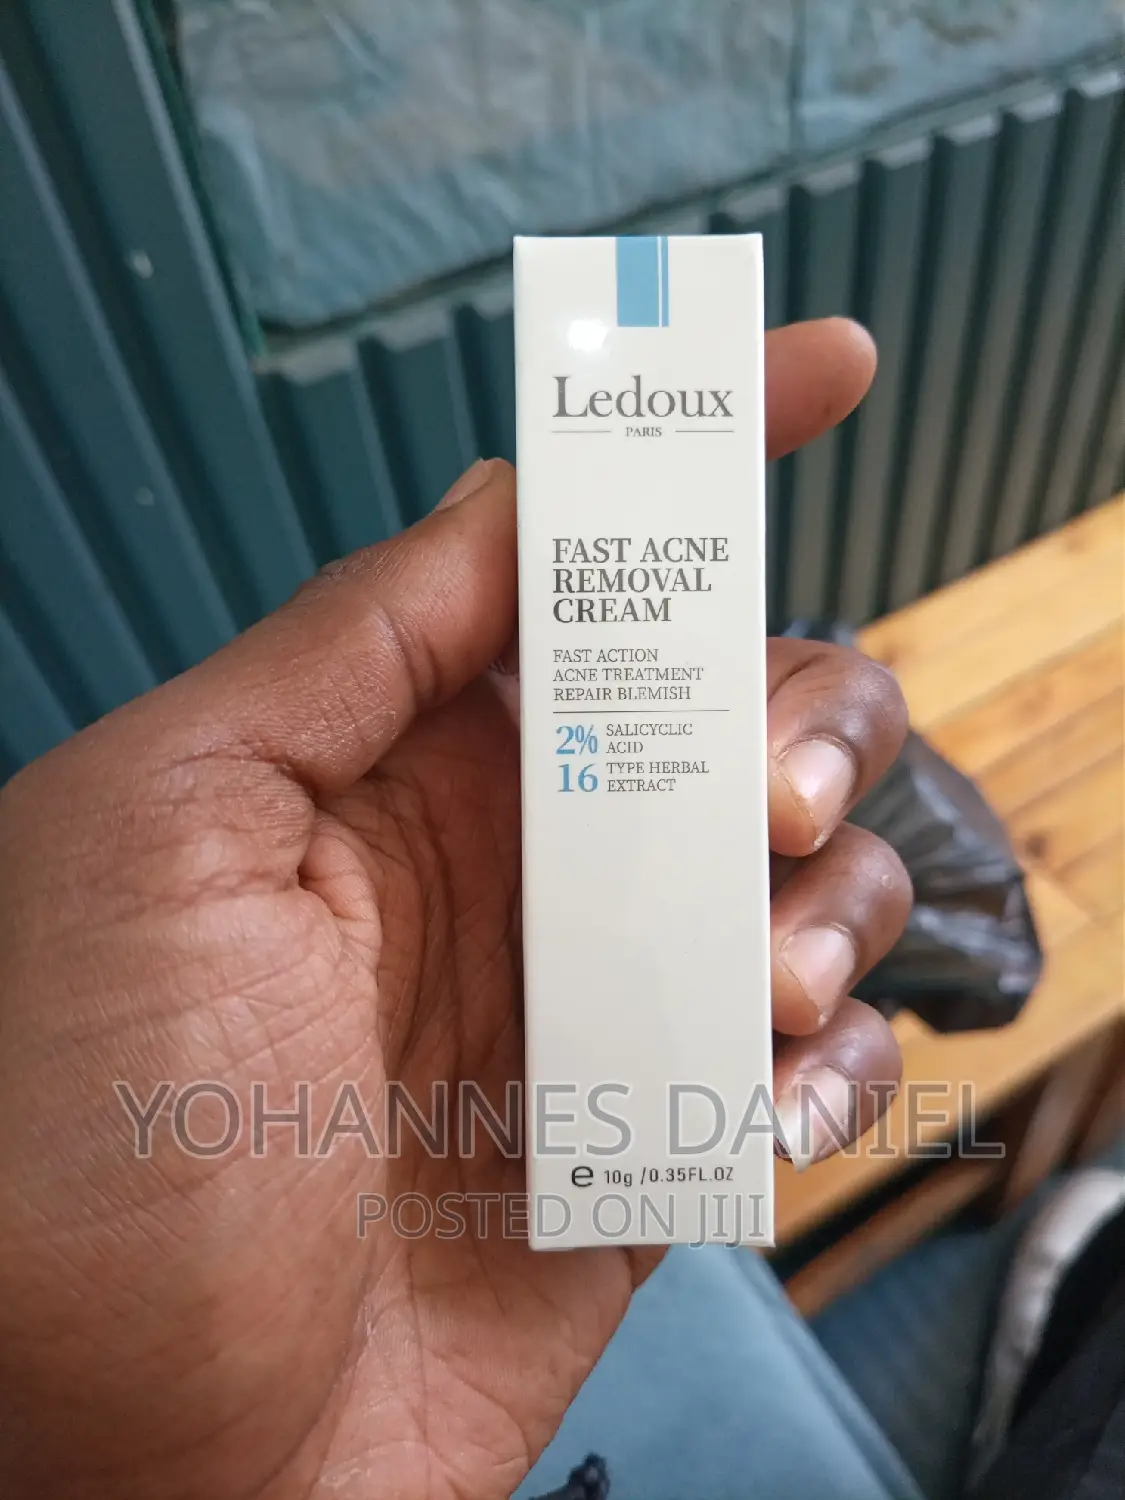 Ledoux
PARIS
FAST ACNE
REMOVAL
CREAM
FAST ACTION
ACNE TREATMENT
REPAIR BLEMISH
2% SALICYCLIC
ACID
16 TYPE HERBAL
EXTRACT
YOHANNES DANIEL
e 10g /0.35FL.OZ
POSTED ON JIJI